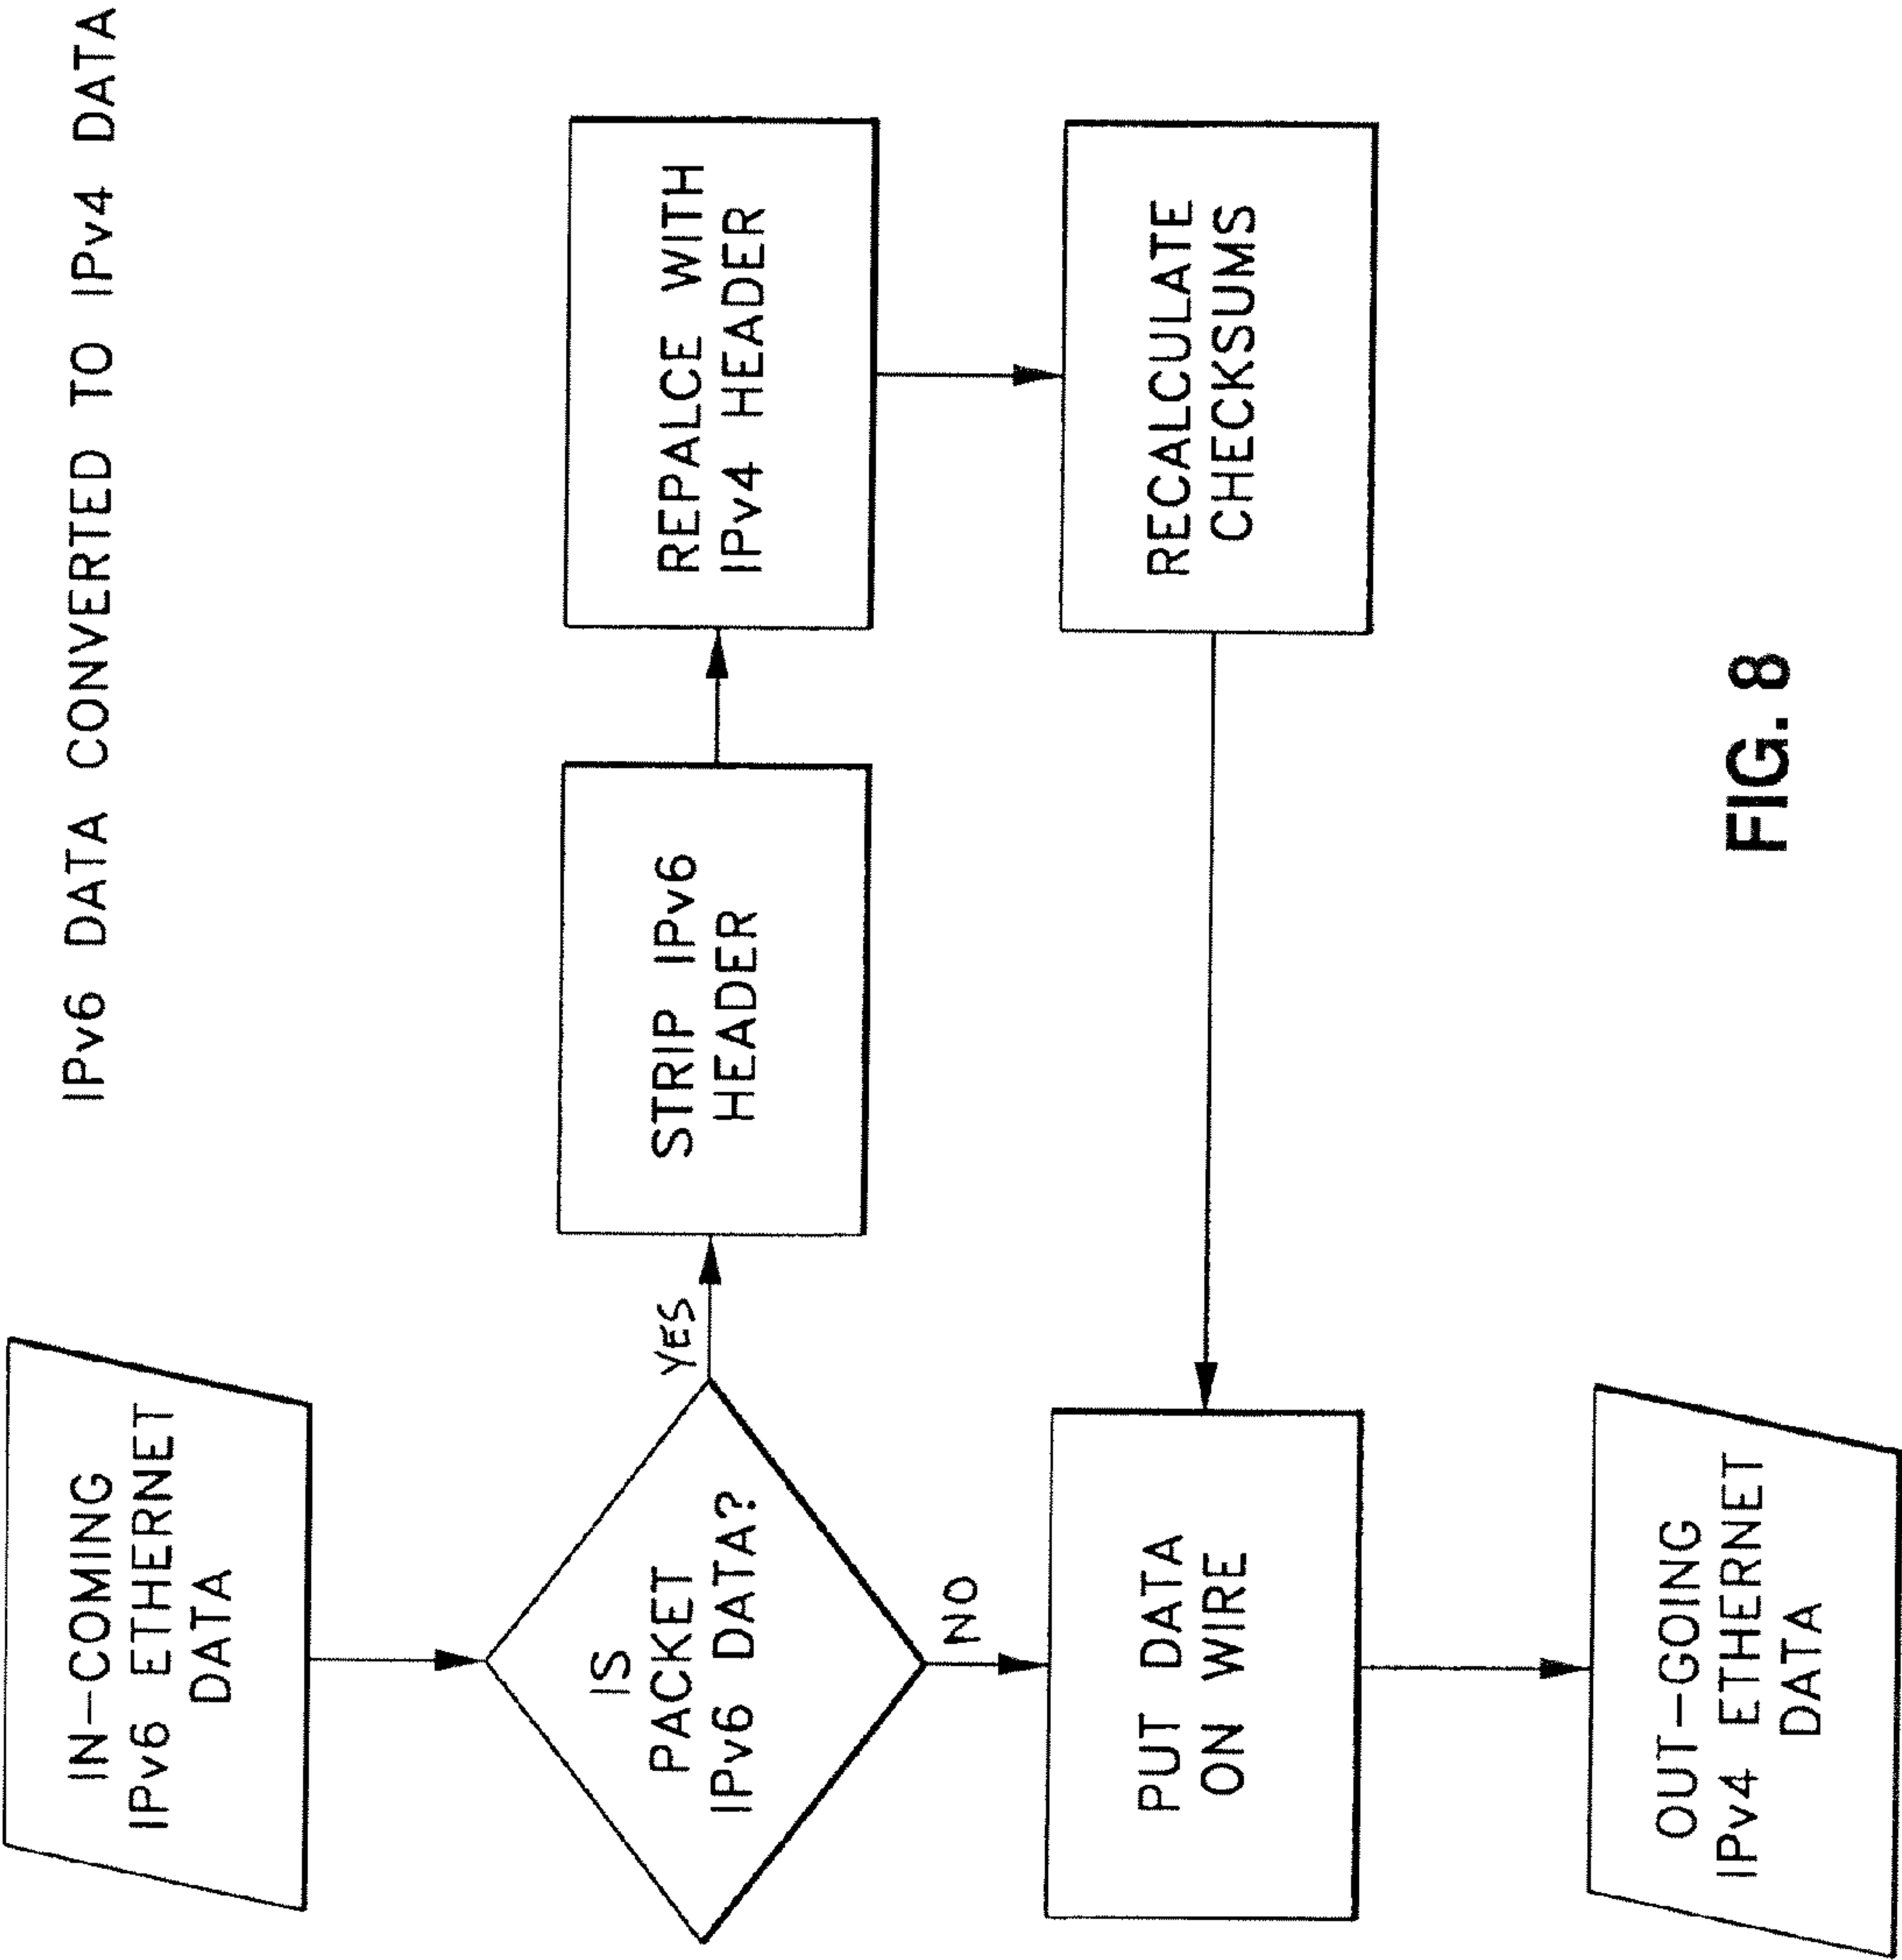 IPv6 DATA CONVERTED TO IPv4 DATA
IN-COMING
IPv6 ETHERNET
DATA
IS
PACKET
IPv6 DATA?
YES
STRIP IPv6
HEADER
REPALCE WITH
IPv4 HEADER
RECALCULATE
CHECKSUMS
NO
PUT DATA
ON WIRE
OUT-GOING
IPv4 ETHERNET
DATA
FIG. 8